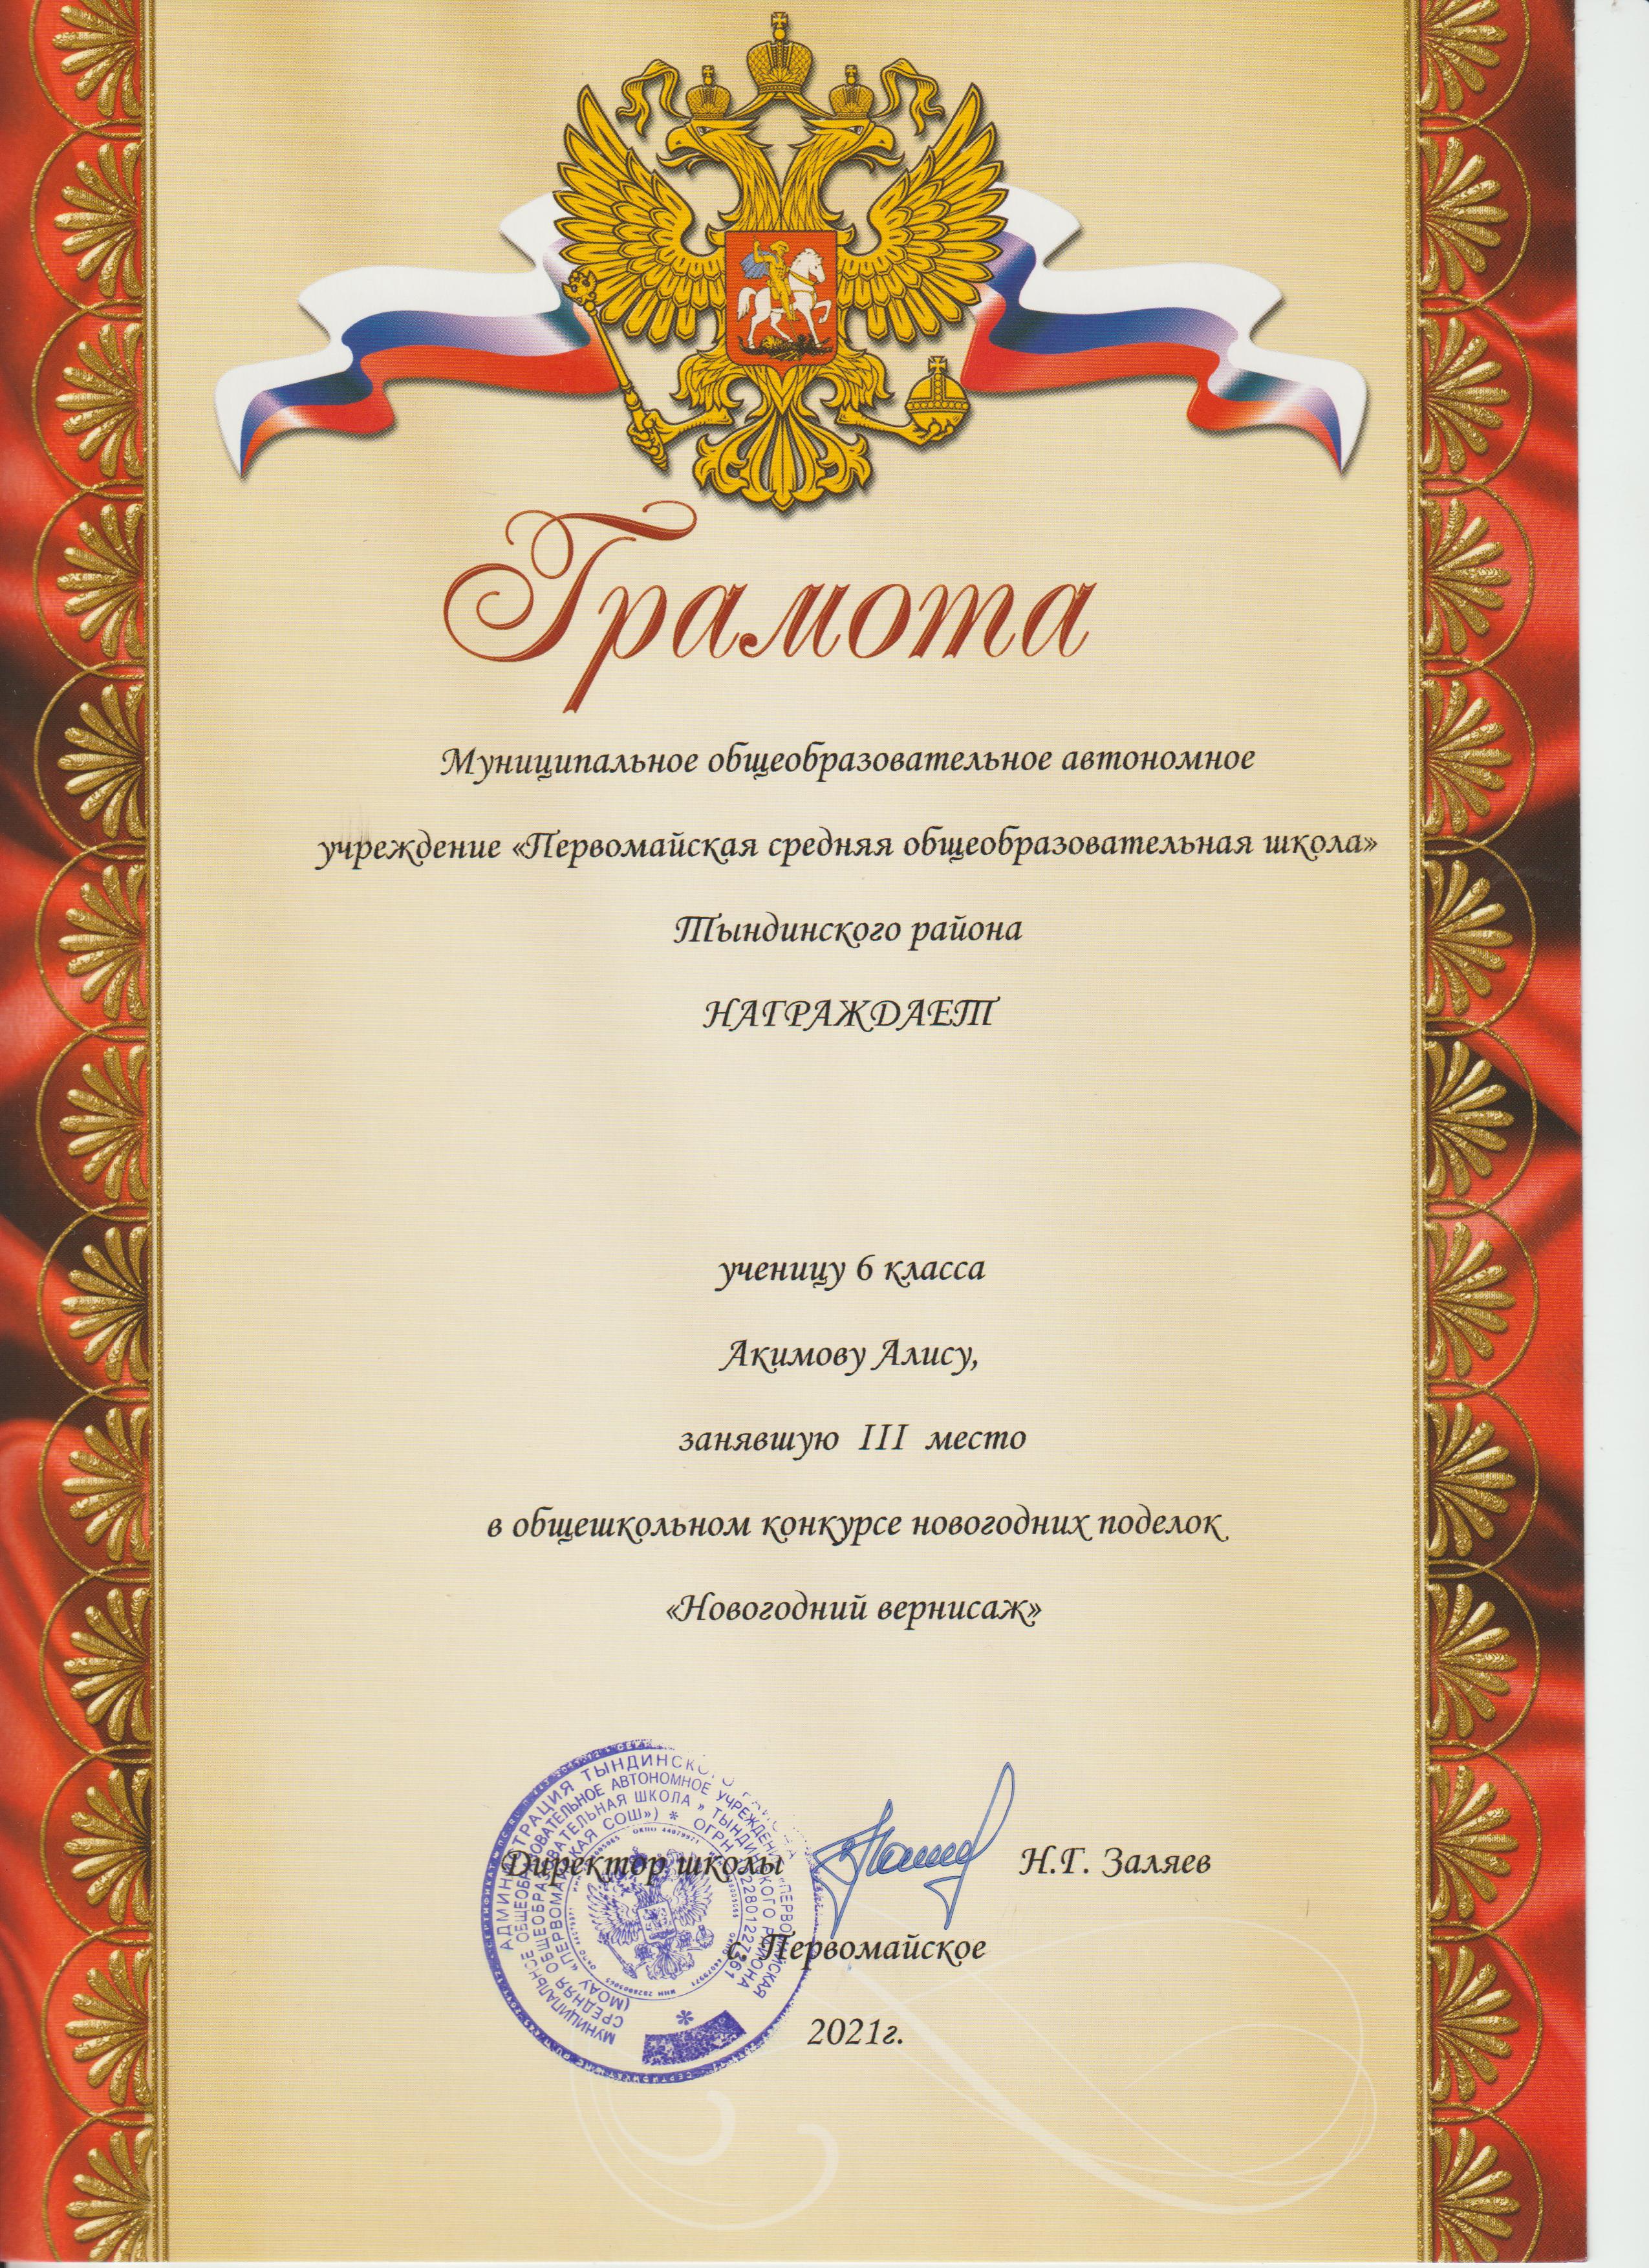 Грамота
Муниципальное общеобразовательное автономное
учреждение «Первомайская средняя общеобразовательная школа»
Тындинского района
НАГРАЖДАЕТ
ученицу 6 класса
Акимову Алису,
занявшую III место
в общешкольном конкурсе новогодних поделок
«Новогодний вернисаж»
Директор школы Н.Г. Заляев
с. Первомайское
2021г.
АДМИНИСТРАЦИЯ ТЫНДИНСКОГО
МУНИЦИПАЛЬНОЕ ОБЩЕОБРАЗОВАТЕЛЬНОЕ АВТОНОМНОЕ УЧРЕЖДЕНИЕ «ПЕРВОМАЙСКАЯ
СРЕДНЯЯ ОБЩЕОБРАЗОВАТЕЛЬНАЯ ШКОЛА» ТЫНДИНСКОГО РАЙОНА
(МОАУ «ПЕРВОМАЙСКАЯ СОШ») * ОГРН